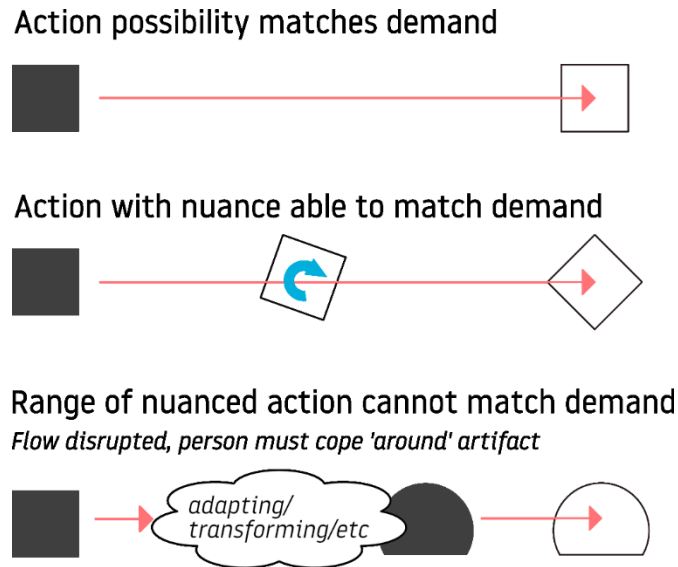 Action possibility matches demand
Action with nuance able to match demand
Range of nuanced action cannot match demand
Flow disrupted, person must cope 'around' artifact
adapting/
transforming/etc